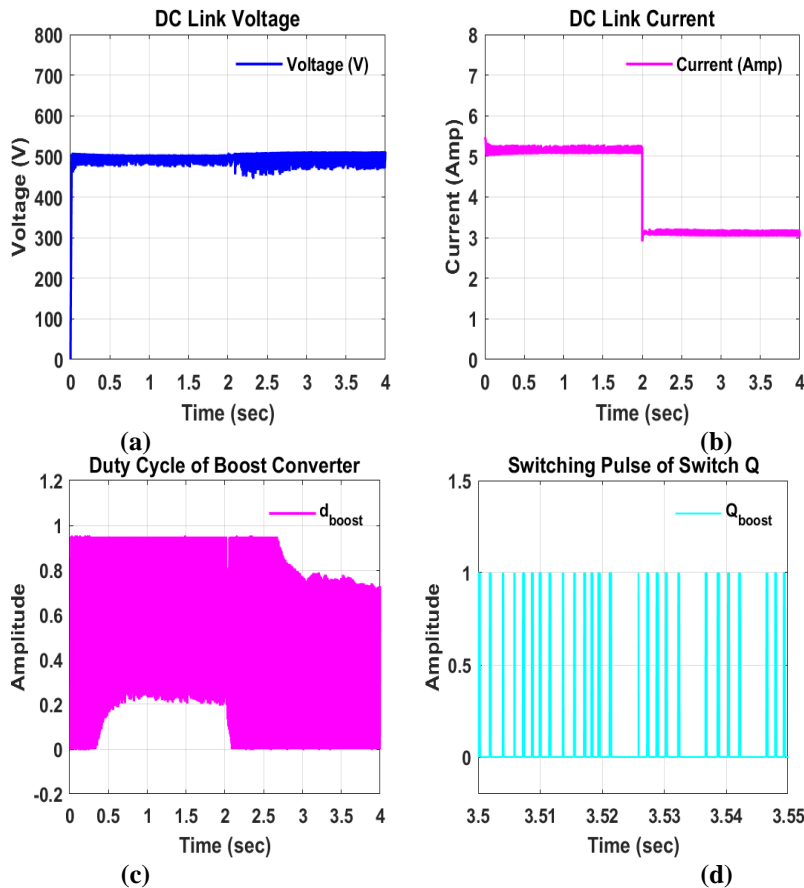 DC Link Voltage
800
700
600
500
400
300
200
100
0
Voltage (V)
Voltage (V)
0 0.5 1 1.5 2 2.5 3 3.5 4
Time (sec)
(a)
DC Link Current
8
7
6
5
4
3
2
1
0
Current (Amp)
Current (Amp)
0 0.5 1 1.5 2 2.5 3 3.5 4
Time (sec)
(b)
Duty Cycle of Boost Converter
1.2
1
0.8
0.6
0.4
0.2
0
-0.2
Amplitude
d_boost
0 0.5 1 1.5 2 2.5 3 3.5 4
Time (sec)
(c)
Switching Pulse of Switch Q
1.5
1
0.5
0
Amplitude
Q_boost
3.5 3.51 3.52 3.53 3.54 3.55
Time (sec)
(d)